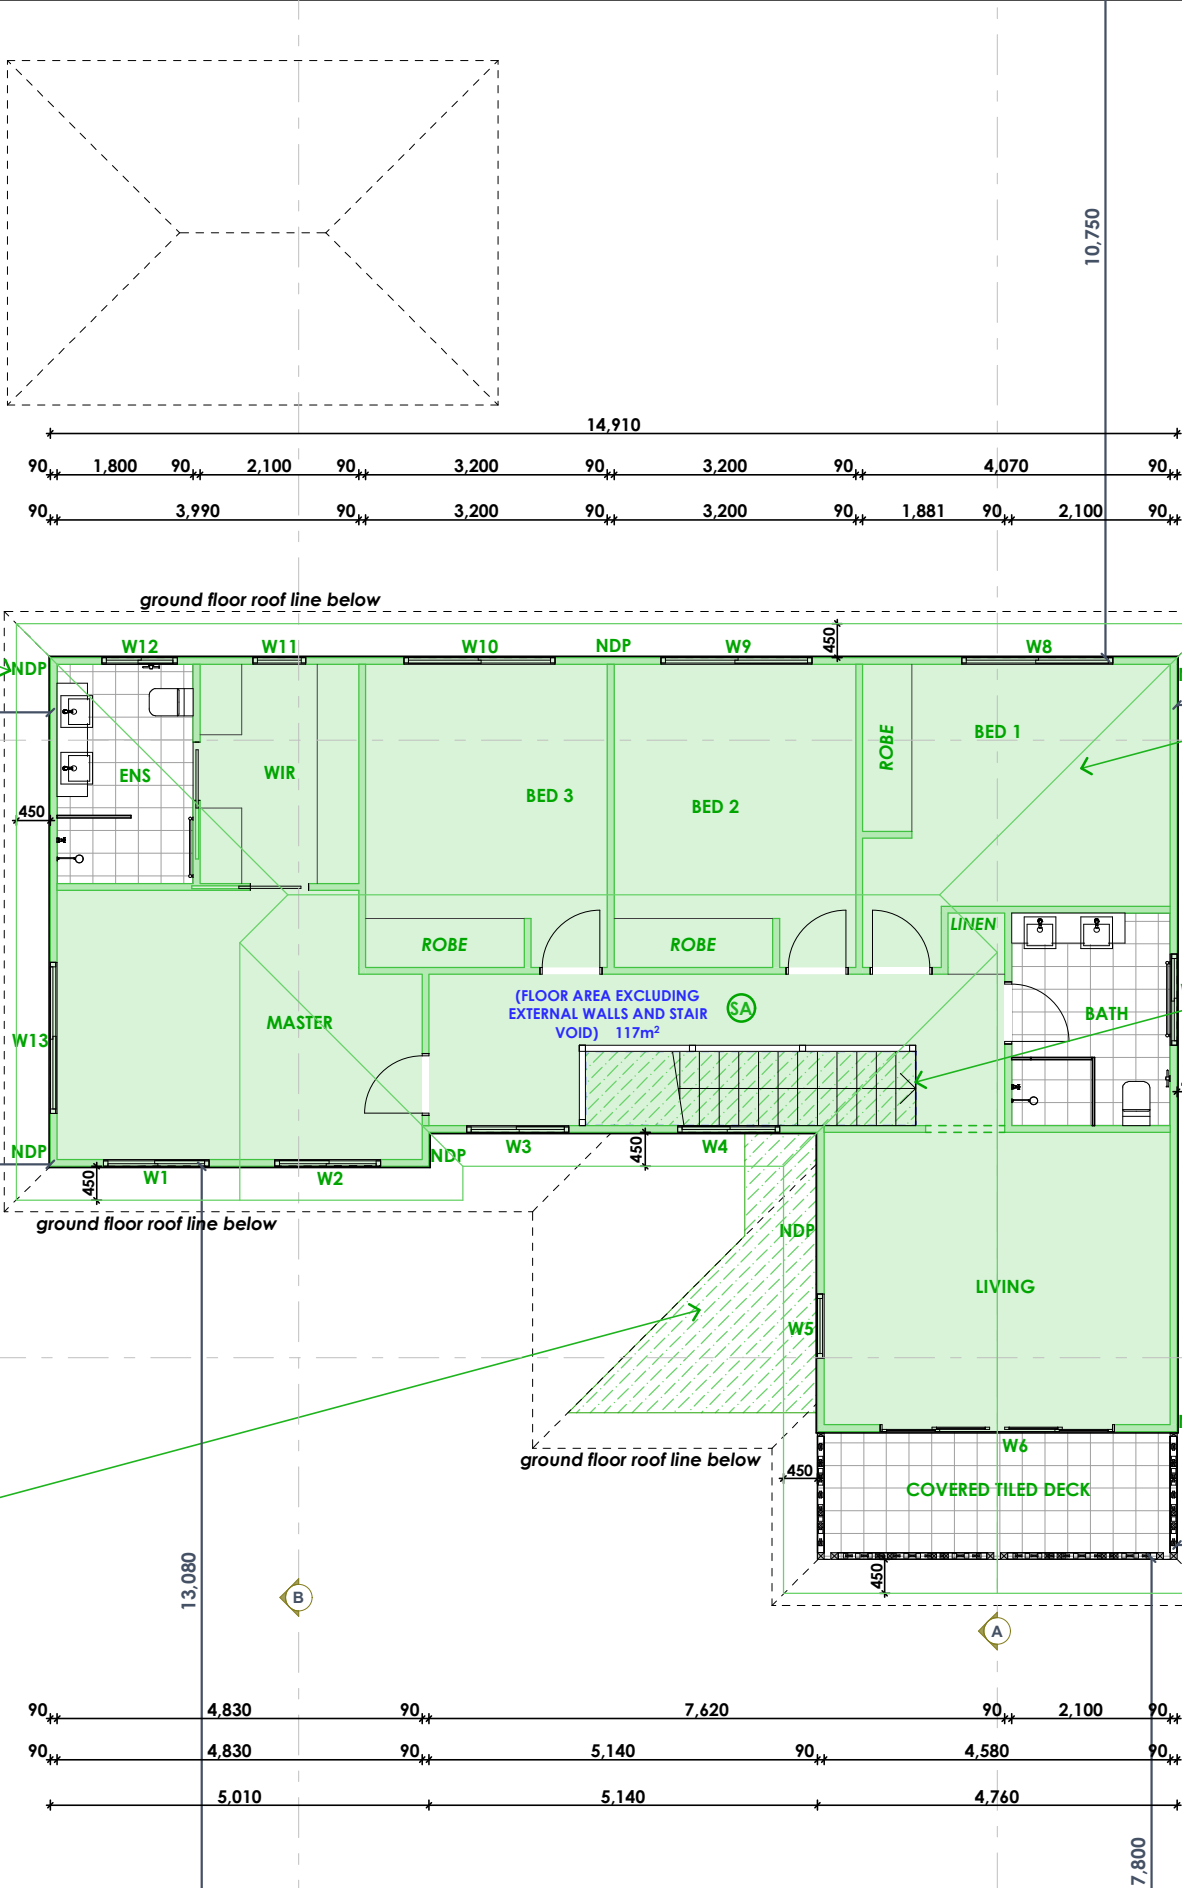 10,750
14,910
90 1,800 90 2,100 90 3,200 90 3,200 90 4,070 90
90 3,990 90 3,200 90 3,200 90 1,881 90 2,100 90
ground floor roof line below
W12 W11 W10 NDP W9 450 W8
NDP
BED 1
ROBE
ENS WIR
BED 3 BED 2
450
LINEN
ROBE ROBE
(FLOOR AREA EXCLUDING
EXTERNAL WALLS AND STAIR
VOID) 117m²
SA
BATH
MASTER
W13
W3 450 W4
NDP NDP
W1 450 W2
ground floor roof line below
NDP
LIVING
W5
W6
ground floor roof line below
450
COVERED TILED DECK
450
13,080
B
A
90 4,830 90 7,620 90 2,100 90
90 4,830 90 5,140 90 4,580 90
5,010 5,140 4,760
7,800